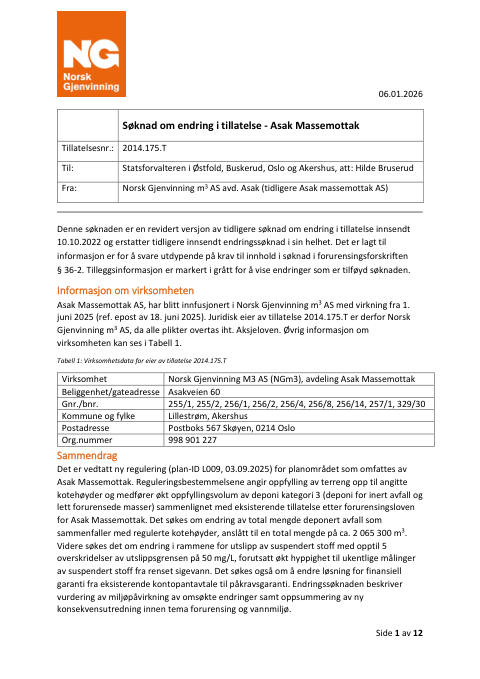 NG
Norsk
Gjenvinning
06.01.2026
Søknad om endring i tillatelse - Asak Massemottak
Tillatelsesnr.: 2014.175.T
Til: Statsforvalteren i Østfold, Buskerud, Oslo og Akershus, att: Hilde Bruserud
Fra: Norsk Gjenvinning m³ AS avd. Asak (tidligere Asak massemottak AS)
Denne søknaden er en revidert versjon av tidligere søknad om endring i tillatelse innsendt
10.10.2022 og erstatter tidligere innsendt endringssøknad i sin helhet. Det er lagt til
informasjon er for å svare utdypende på krav til innhold i søknad i forurensingsforskriften
§ 36-2. Tilleggsinformasjon er markert i grått for å vise endringer som er tilføyd søknaden.
Informasjon om virksomheten
Asak Massemottak AS, har blitt innfusjonert i Norsk Gjenvinning m³ AS med virkning fra 1.
juni 2025 (ref. epost av 18. juni 2025). Juridisk eier av tillatelse 2014.175.T er derfor Norsk
Gjenvinning m³ AS, da alle plikter overtas iht. Aksjeloven. Øvrig informasjon om
virksomheten kan ses i Tabell 1.
Tabell 1: Virksomhetsdata for eier av tillatelse 2014.175.T
Virksomhet Norsk Gjenvinning M3 AS (NGm3), avdeling Asak Massemottak
Beliggenhet/gateadresse Asakveien 60
Gnr./bnr. 255/1, 255/2, 256/1, 256/2, 256/4, 256/8, 256/14, 257/1, 329/30
Kommune og fylke Lillestrøm, Akershus
Postadresse Postboks 567 Skøyen, 0214 Oslo
Org.nummer 998 901 227
Sammendrag
Det er vedtatt ny regulering (plan-ID L009, 03.09.2025) for planområdet som omfattes av
Asak Massemottak. Reguleringsbestemmelsene angir oppfylling av terreng opp til angitte
kotehøyder og medfører økt oppfyllingsvolum av deponi kategori 3 (deponi for inert avfall og
lett forurensede masser) sammenlignet med eksisterende tillatelse etter forurensingsloven
for Asak Massemottak. Det søkes om endring av total mengde deponert avfall som
sammenfaller med regulerte kotehøyder, anslått til en total mengde på ca. 2 065 300 m³.
Videre søkes det om endring i rammene for utslipp av suspendert stoff med opptil 5
overskridelser av utslippsgrensen på 50 mg/L, forutsatt økt hyppighet til ukentlige målinger
av suspendert stoff fra renset sigevann. Det søkes også om å endre løsning for finansiell
garanti fra eksisterende kontopantavtale til påkravsgaranti. Endringssøknaden beskriver
vurdering av miljøpåvirkning av omsøkte endringer samt oppsummering av ny
konsekvensutredning innen tema forurensing og vannmiljø.
Side 1 av 12